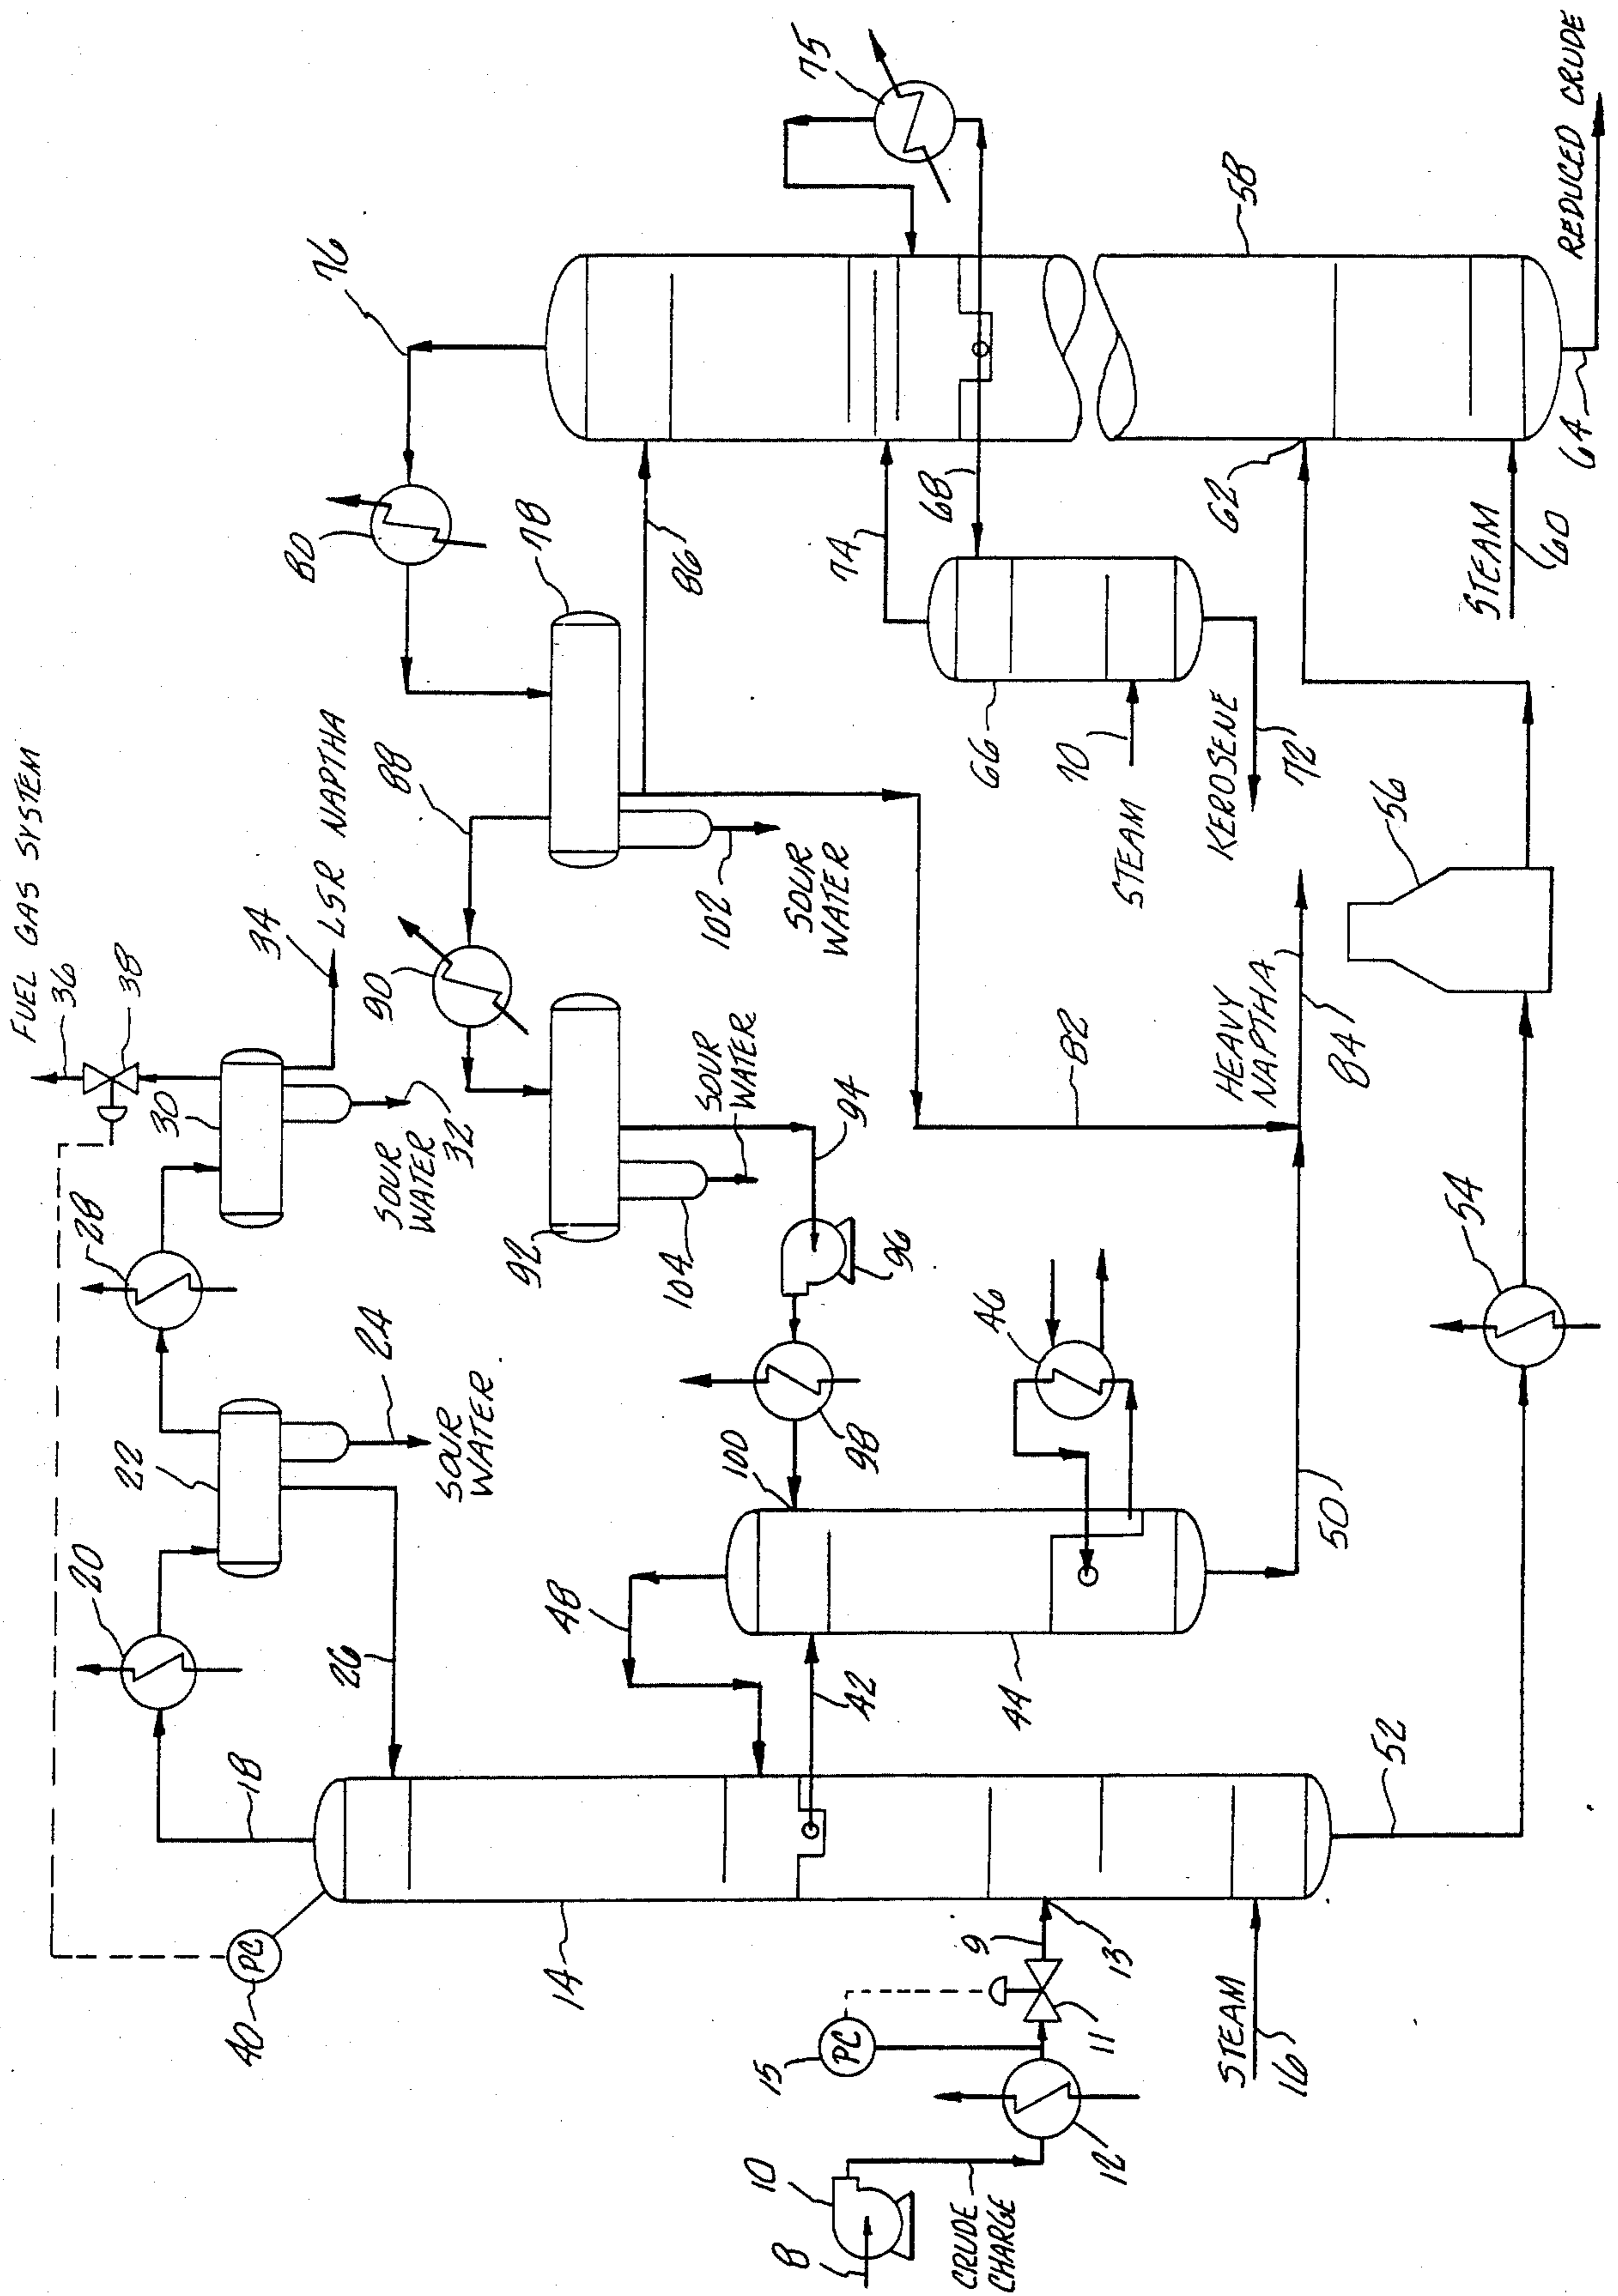 FUEL GAS SYSTEM
36
38
34
LSR NAPTHA
30
SOUR
WATER
32
28
24
SOUR
WATER
22
20
26
18
PC
40
14
76
75
80
78
88
90
86
102
SOUR
WATER
92
104
SOUR
WATER
94
96
98
100
46
48
42
44
50
82
74
68
66
70
STEAM
KEROSENE
72
HEAVY
NAPTHA
84
58
62
STEAM
60
64
REDUCED CRUDE
56
54
52
9
13
11
15
PC
STEAM
16
12
10
8
CRUDE
CHARGE